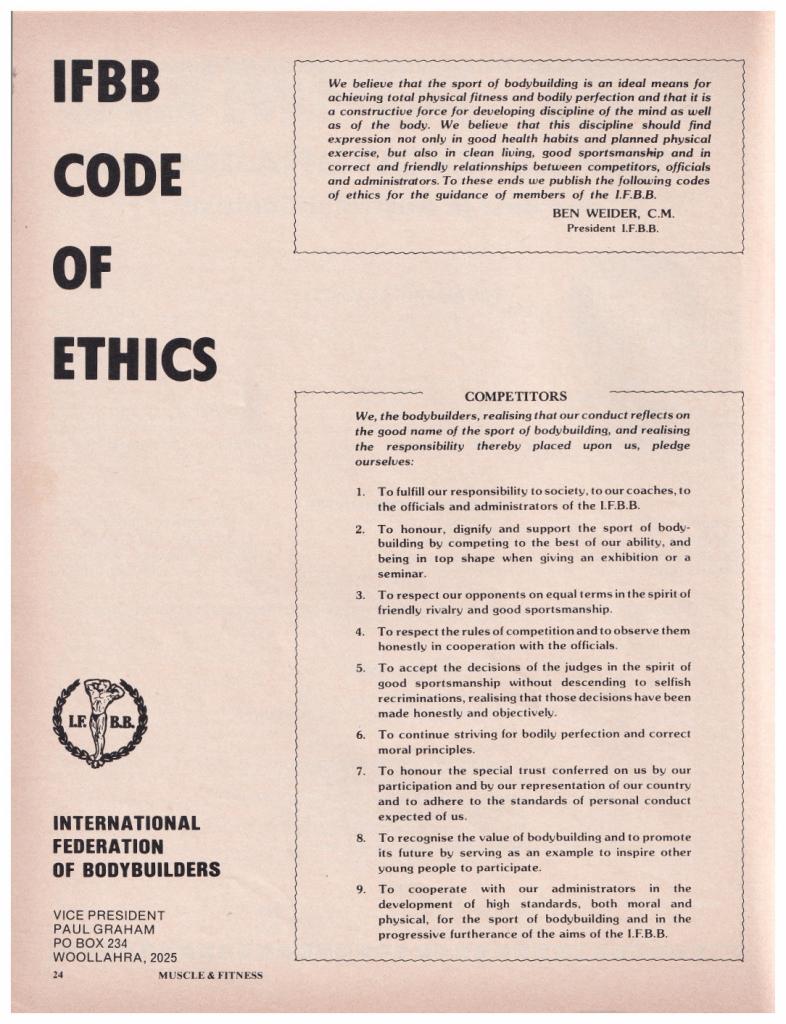 IFBB
CODE
OF
ETHICS
We believe that the sport of bodybuilding is an ideal means for
achieving total physical fitness and bodily perfection and that it is
a constructive force for developing discipline of the mind as well
as of the body. We believe that this discipline should find
expression not only in good health habits and planned physical
exercise, but also in clean living, good sportsmanship and in
correct and friendly relationships between competitors, officials
and administrators. To these ends we publish the following codes
of ethics for the guidance of members of the I.F.B.B.
BEN WEIDER, C.M.
President I.F.B.B.
COMPETITORS
We, the bodybuilders, realising that our conduct reflects on
the good name of the sport of bodybuilding, and realising
the responsibility thereby placed upon us, pledge
ourselves:
1. To fulfill our responsibility to society, to our coaches, to
the officials and administrators of the I.F.B.B.
2. To honour, dignify and support the sport of body-
building by competing to the best of our ability, and
being in top shape when giving an exhibition or a
seminar.
3. To respect our opponents on equal terms in the spirit of
friendly rivalry and good sportsmanship.
4. To respect the rules of competition and to observe them
honestly in cooperation with the officials.
5. To accept the decisions of the judges in the spirit of
good sportsmanship without descending to selfish
recriminations, realising that those decisions have been
made honestly and objectively.
6. To continue striving for bodily perfection and correct
moral principles.
7. To honour the special trust conferred on us by our
participation and by our representation of our country
and to adhere to the standards of personal conduct
expected of us.
8. To recognise the value of bodybuilding and to promote
its future by serving as an example to inspire other
young people to participate.
9. To cooperate with our administrators in the
development of high standards, both moral and
physical, for the sport of bodybuilding and in the
progressive furtherance of the aims of the I.F.B.B.
I.F. B.B.
INTERNATIONAL
FEDERATION
OF BODYBUILDERS
VICE PRESIDENT
PAUL GRAHAM
PO BOX 234
WOOLLAHRA, 2025
24 MUSCLE & FITNESS